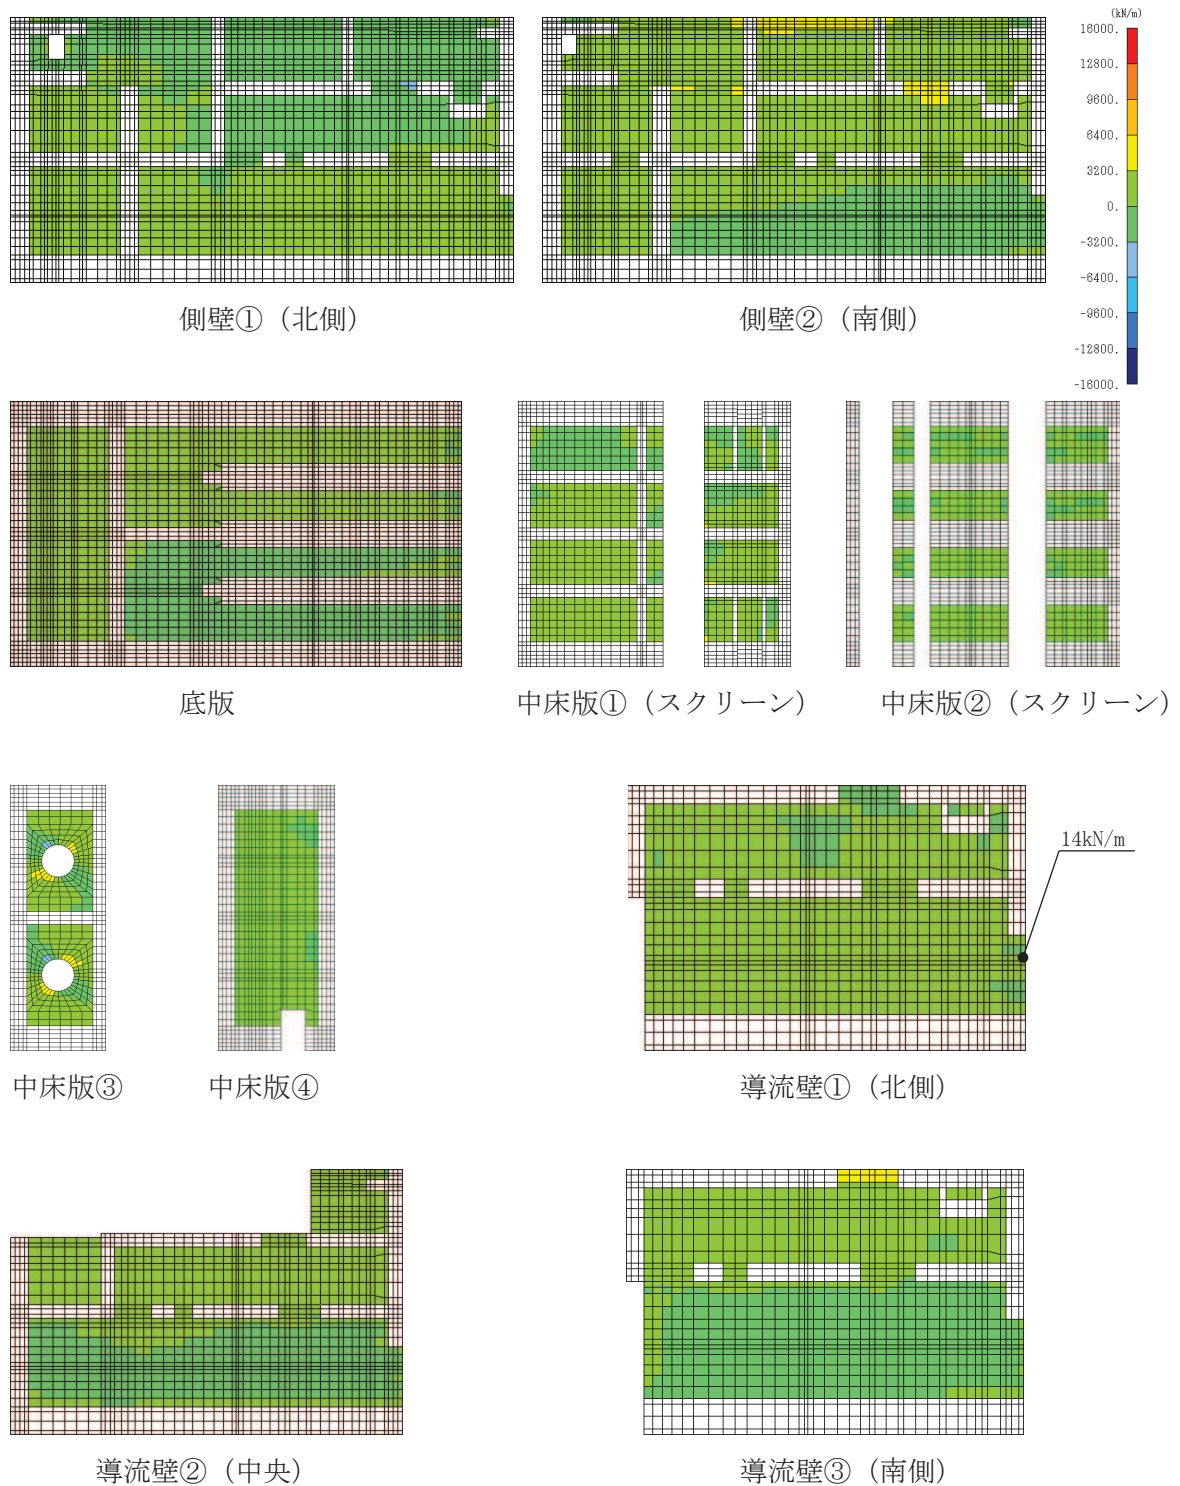 (kN/m)
16000.
12800.
9600.
6400.
3200.
0.
-3200.
-6400.
-9600.
-12800.
-16000.
側壁①（北側）
側壁②（南側）
底版
中床版①（スクリーン）
中床版②（スクリーン）
14kN/m
中床版③
中床版④
導流壁①（北側）
導流壁②（中央）
導流壁③（南側）